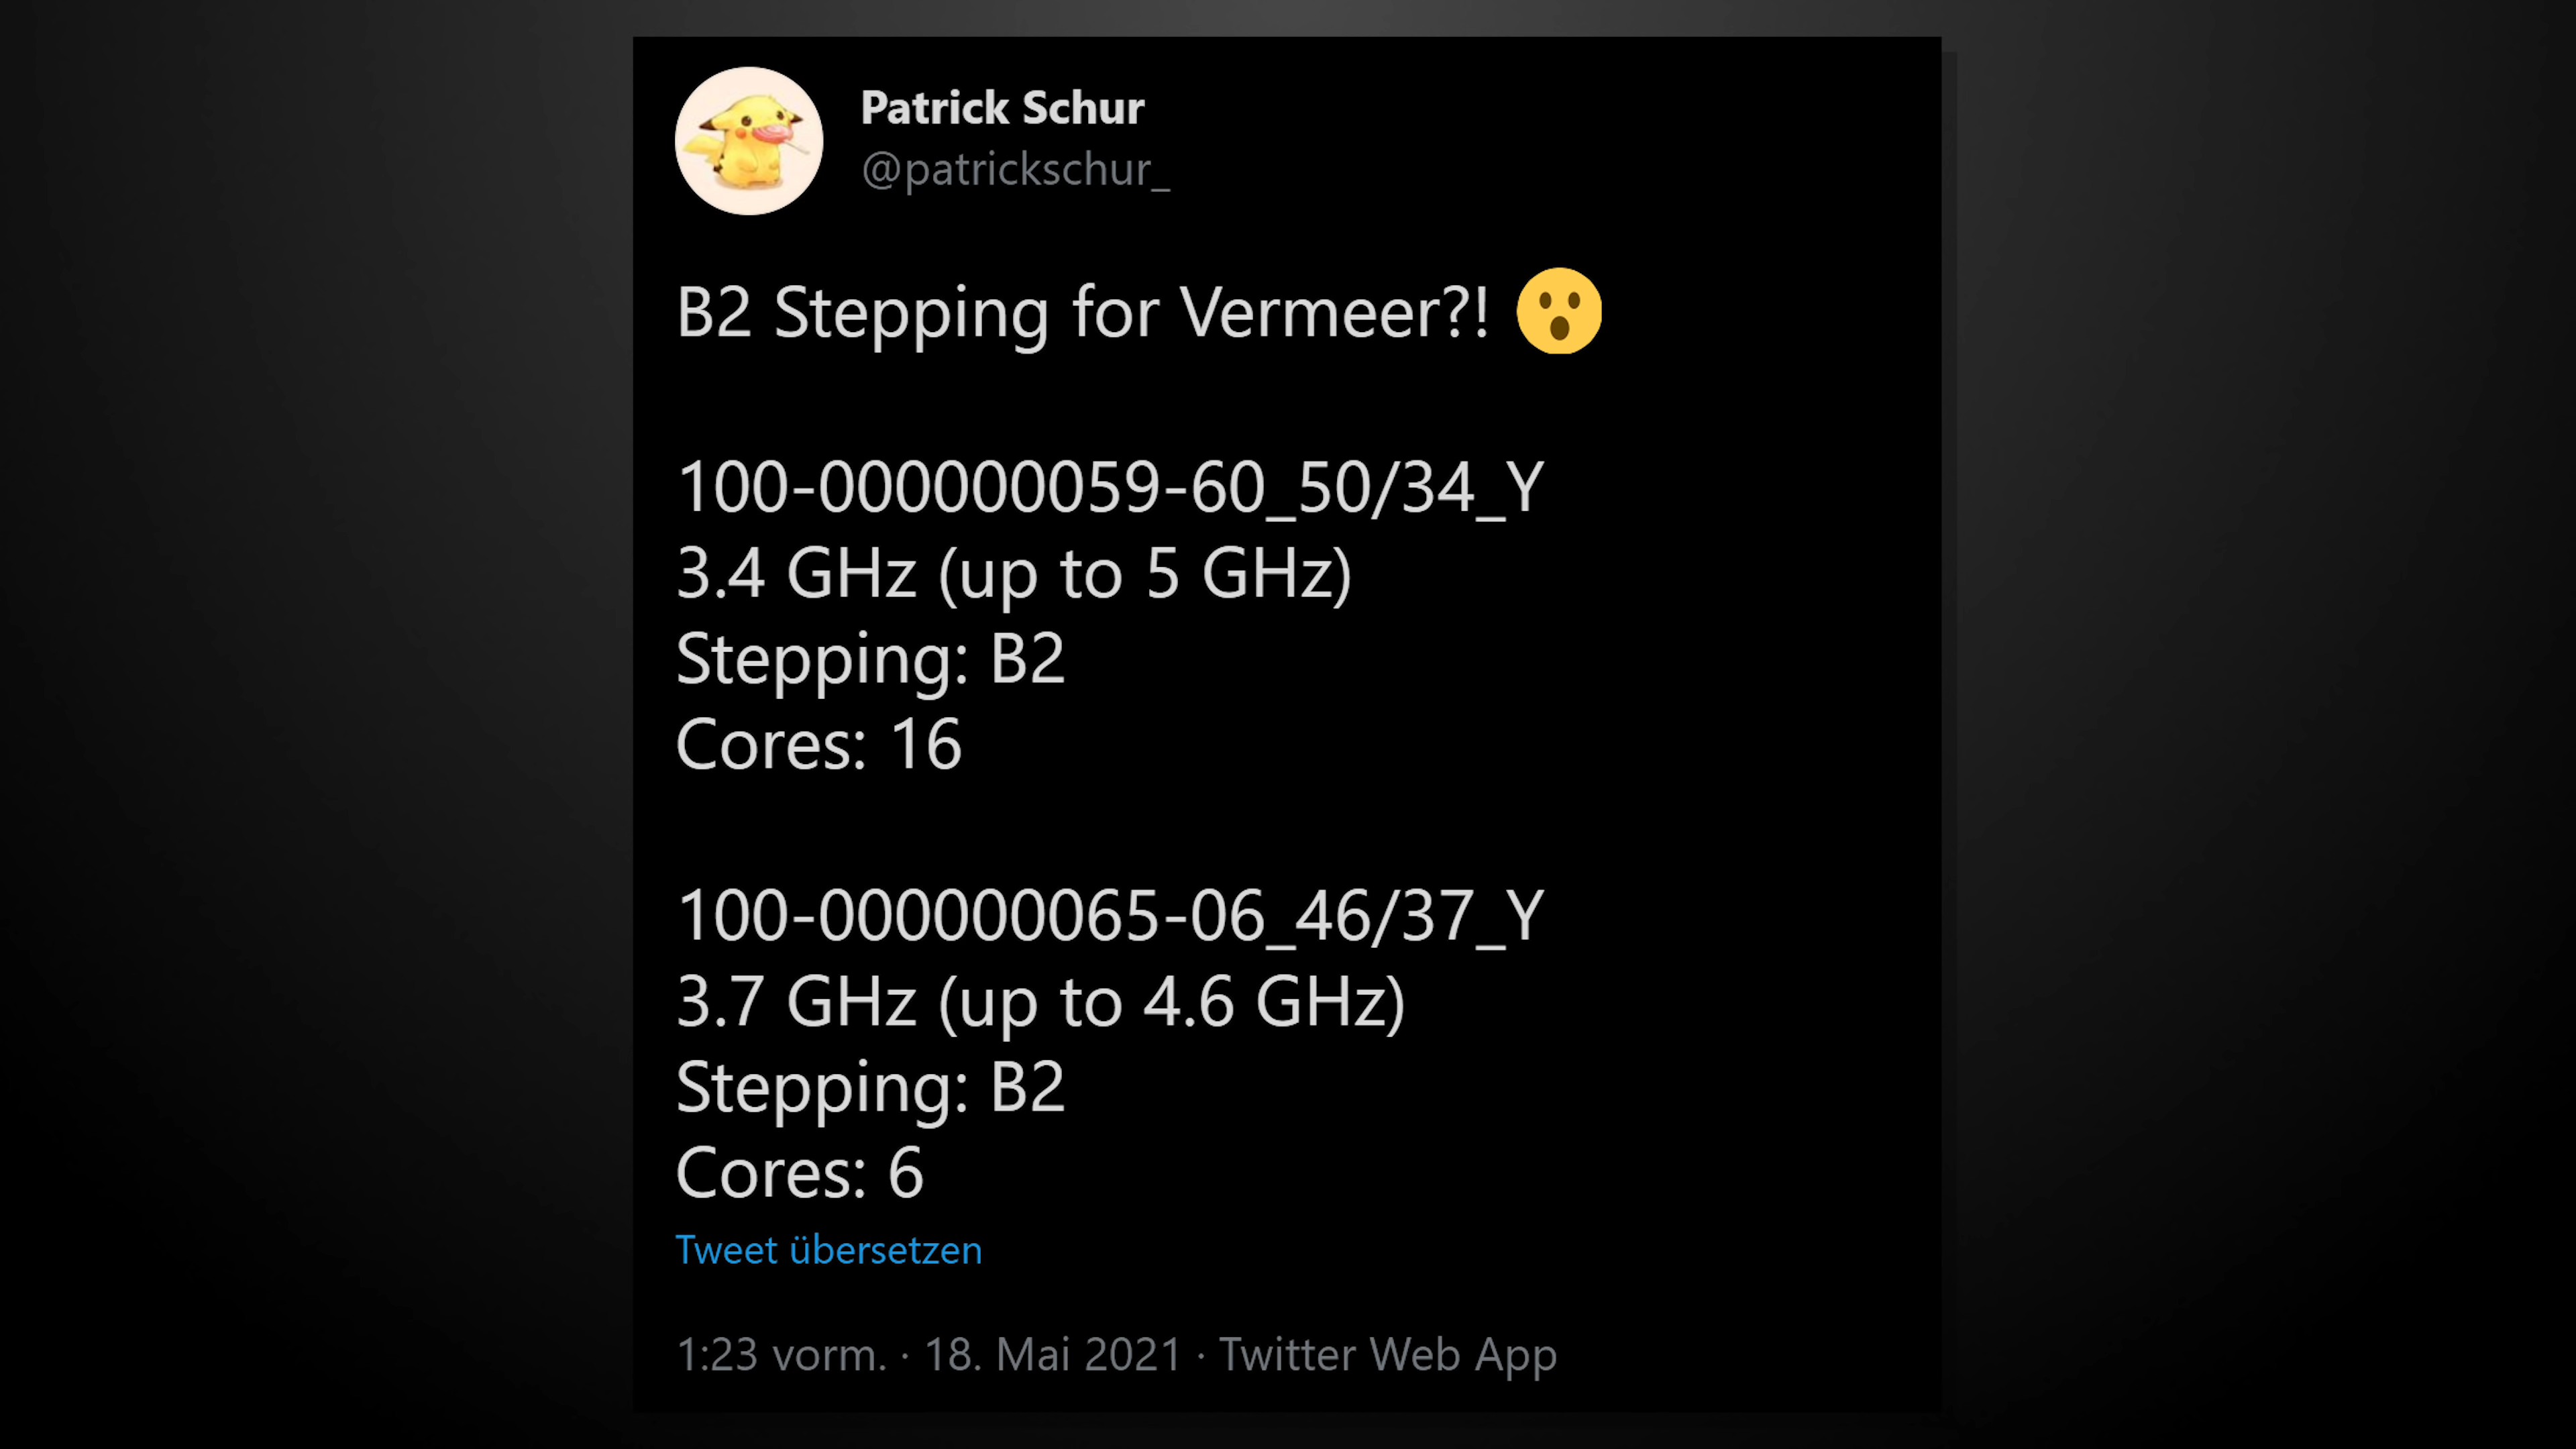 Patrick Schur
@patrickschur_
B2 Stepping for Vermeer?! 😮
100-000000059-60_50/34_Y
3.4 GHz (up to 5 GHz)
Stepping: B2
Cores: 16
100-000000065-06_46/37_Y
3.7 GHz (up to 4.6 GHz)
Stepping: B2
Cores: 6
Tweet übersetzen
1:23 vorm. · 18. Mai 2021 · Twitter Web App